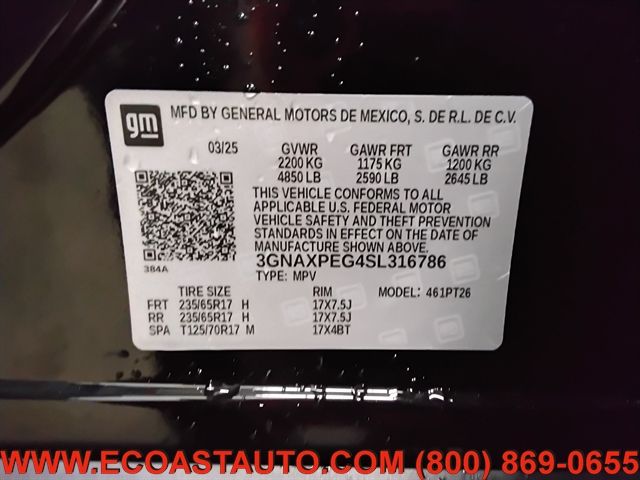 gm
MFD BY GENERAL MOTORS DE MEXICO, S. DE R.L. DE C.V.
03/25 GVWR GAWR FRT GAWR RR
2200 KG 1175 KG 1200 KG
4850 LB 2590 LB 2645 LB
THIS VEHICLE CONFORMS TO ALL
APPLICABLE U.S. FEDERAL MOTOR
VEHICLE SAFETY AND THEFT PREVENTION
STANDARDS IN EFFECT ON THE DATE OF
MANUFACTURE SHOWN ABOVE.
384A 3GNAXPEG4SL316786
TYPE: MPV
TIRE SIZE RIM MODEL: 461PT26
FRT 235/65R17 H 17X7.5J
RR 235/65R17 H 17X7.5J
SPA T125/70R17 M 17X4BT
WWW.ECOASTAUTO.COM (800) 869-0655